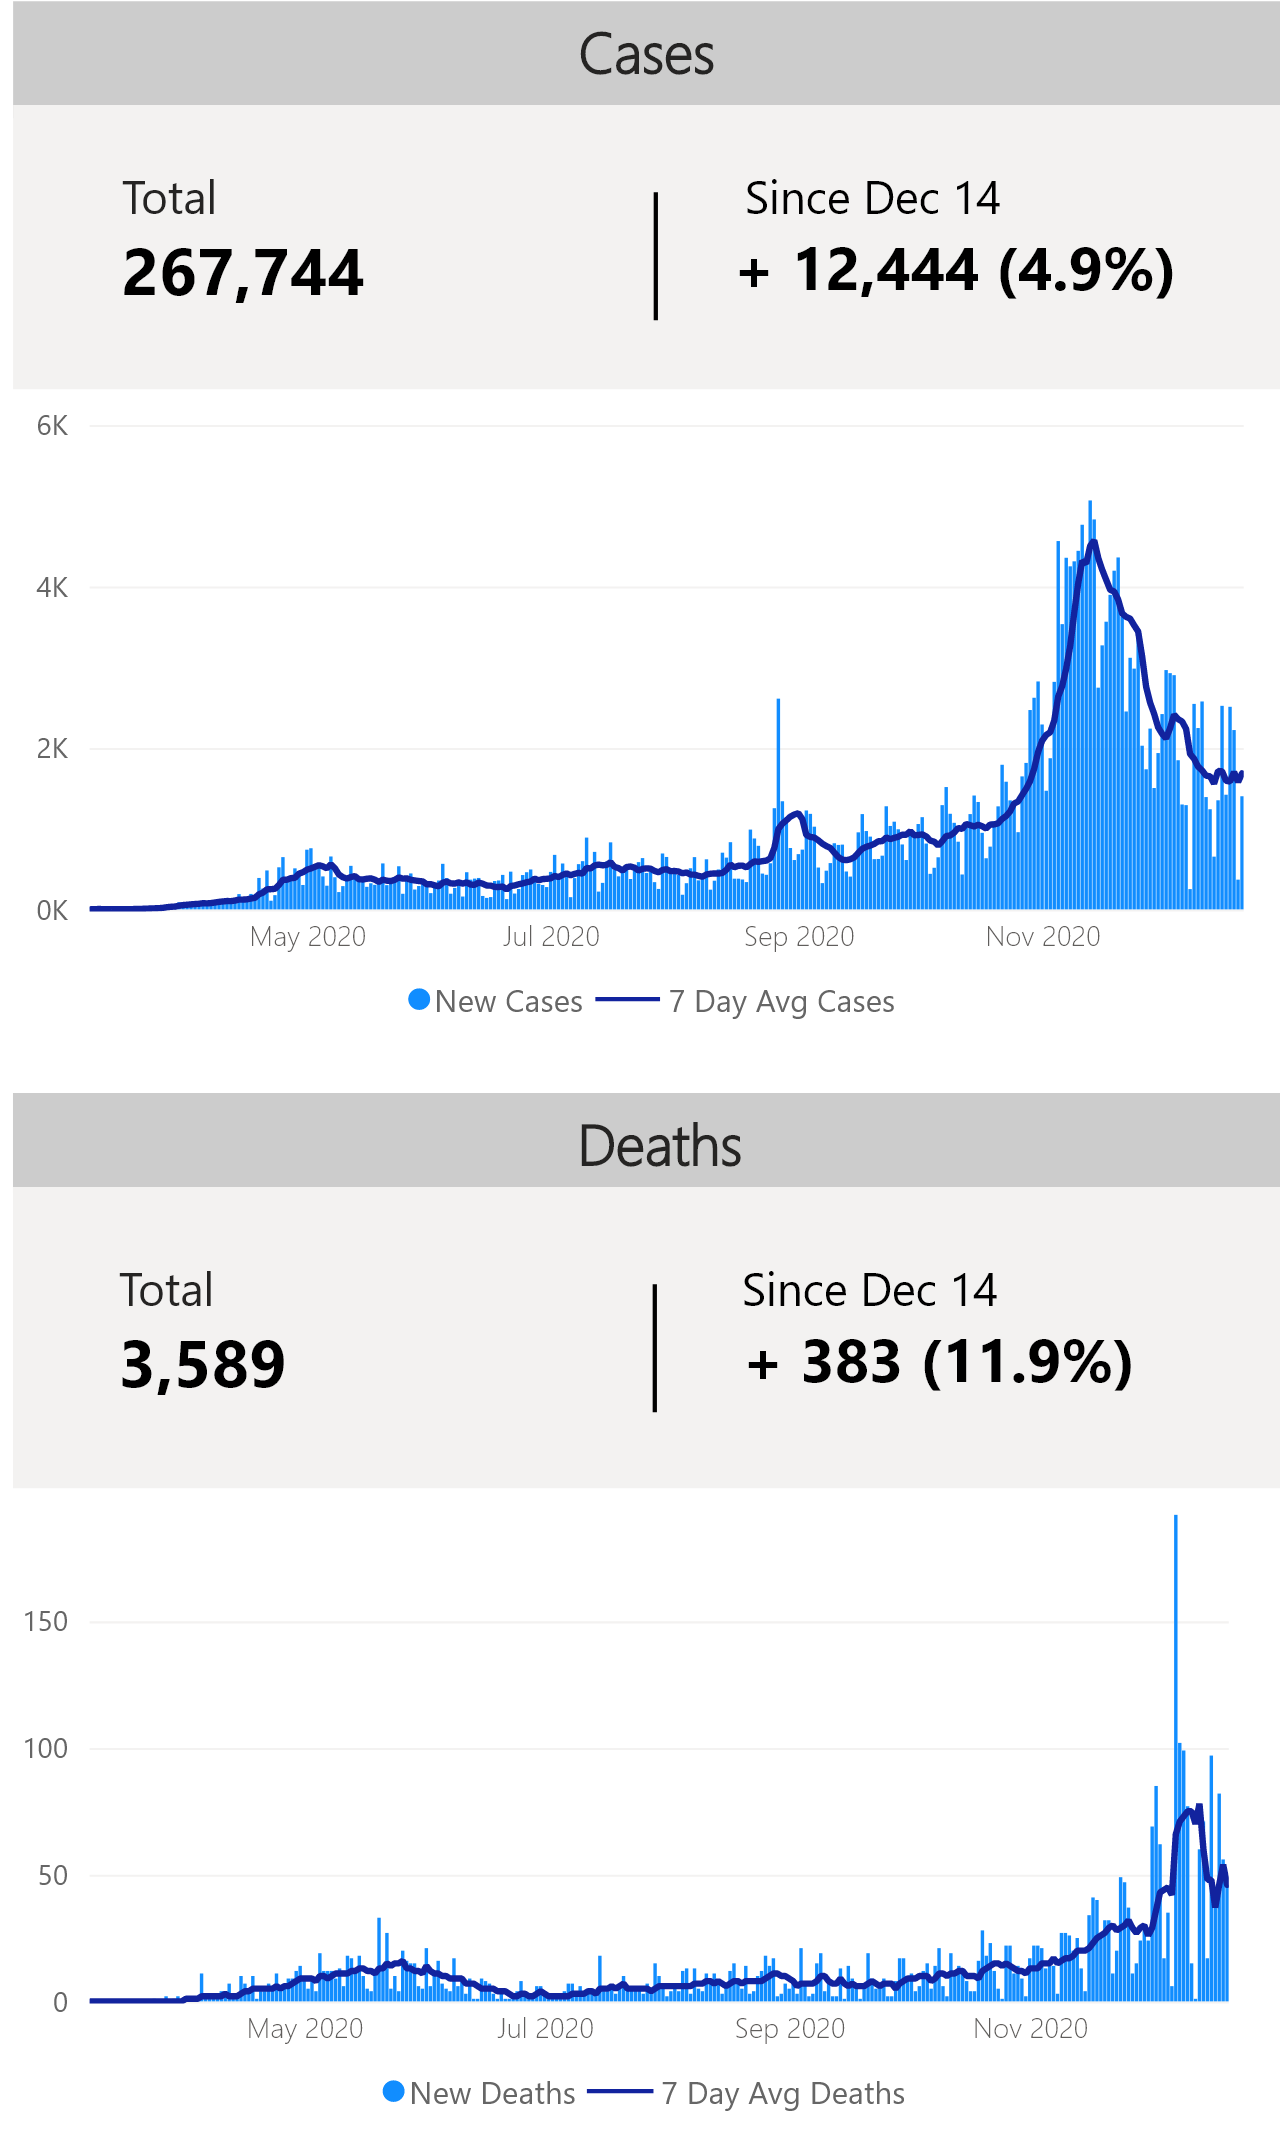 Cases
Total
Since Dec 14
267,744
+ 12,444 (4.9%)
6K
4K
2K
0K
May 2020
Jul 2020
Sep 2020
Nov 2020
New Cases
7 Day Avg Cases
Deaths
Total
Since Dec 14
3,589
+ 383 (11.9%)
150
100
50
0
May 2020
Jul 2020
Sep 2020
Nov 2020
New Deaths
7 Day Avg Deaths